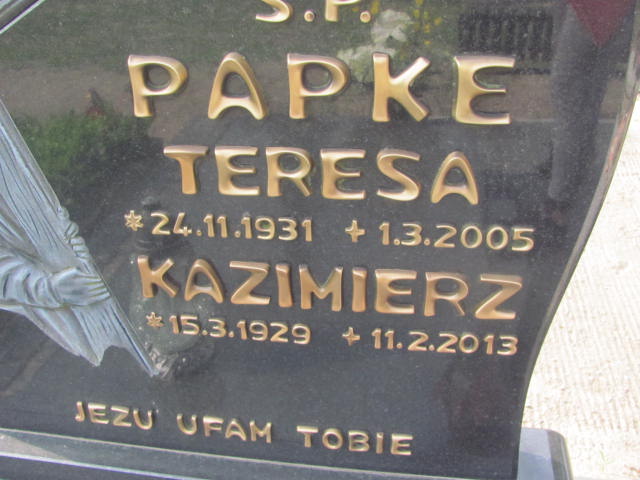 Ś.P.
PAPKE
TERESA
*24.11.1931 +1.3.2005
KAZIMIERZ
*15.3.1929 +11.2.2013
JEZU UFAM TOBIE